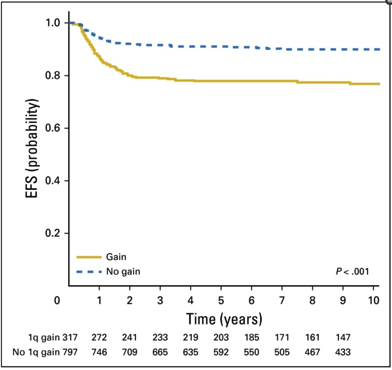 1.0
0.8
0.6
0.4
0.2
EFS (probability)
Gain
No gain
P < .001
0 1 2 3 4 5 6 7 8 9 10
Time (years)
1q gain 317 272 241 233 219 203 185 171 161 147
No 1q gain 797 746 709 665 635 592 550 505 467 433